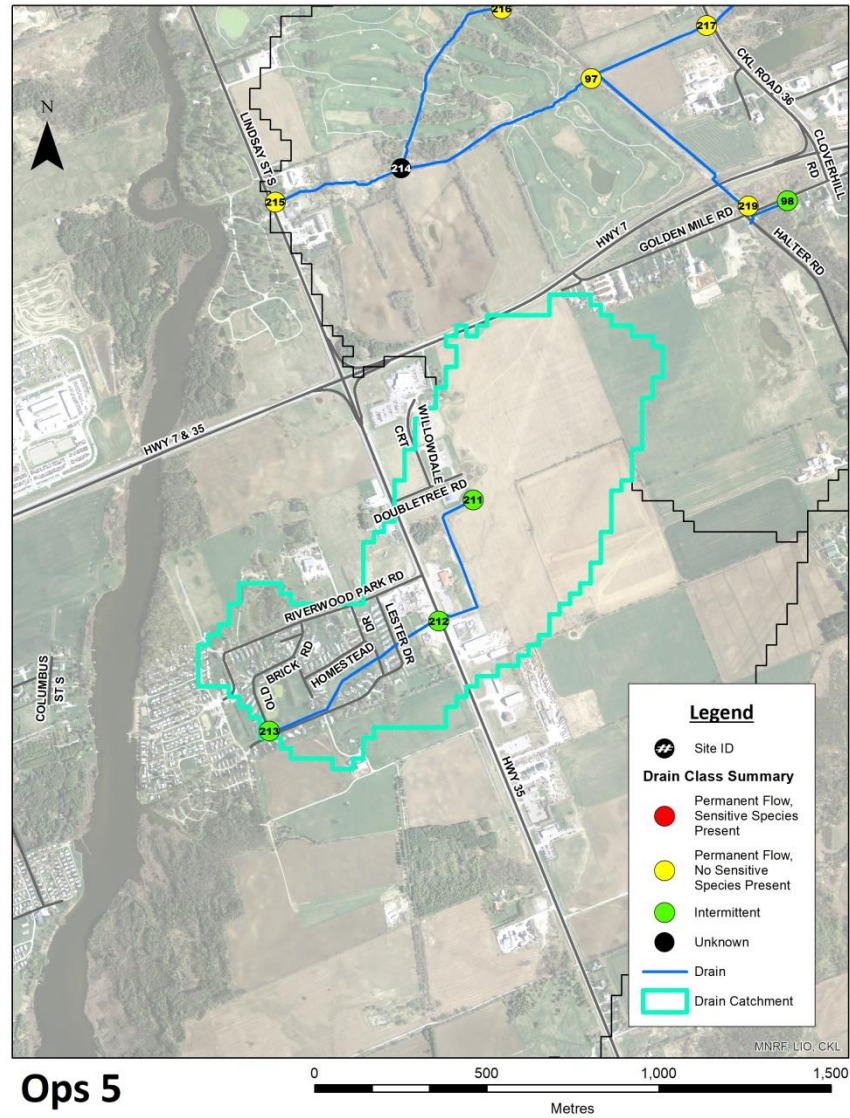 216
217
97
CKL ROAD 36
N
LINDSAY ST S
CLOVERHILL
RD
214
215
219
98
GOLDEN MILE RD
HWY 7
HALTER RD
HWY 7 & 35
WILLOWDALE
CRT
DOUBLETREE RD
211
RIVERWOOD PARK RD
212
LESTER DR
DR
HOMESTEAD
BRICK RD
OLD
COLUMBUS
ST S
213
HWY 35
Legend
# Site ID
Drain Class Summary
Permanent Flow,
Sensitive Species
Present
Permanent Flow,
No Sensitive
Species Present
Intermittent
Unknown
Drain
Drain Catchment
MNRF, LIO, CKL
Ops 5
0 500 1,000 1,500
Metres